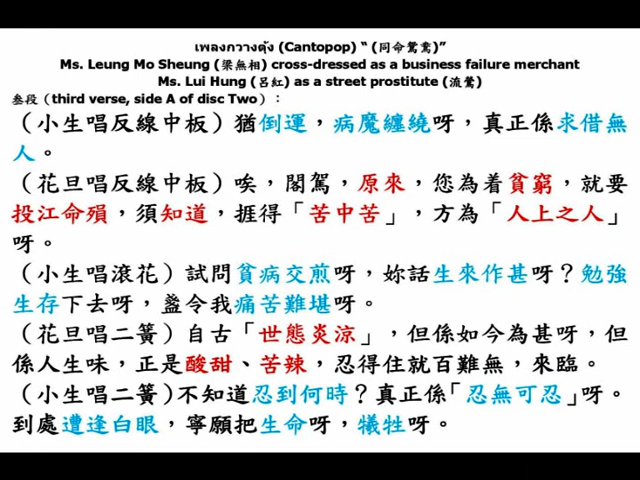 เพลงกวางตุ้ง (Cantopop) “ (同命鴛鴦)”
Ms. Leung Mo Sheung (梁無相) cross-dressed as a business failure merchant
Ms. Lui Hung (呂紅) as a street prostitute (流鶯)
叁段（third verse, side A of disc Two）：
（小生唱反線中板）猶倒運，病魔纏繞呀，真正係求借無
人。
（花旦唱反線中板）唉，閣駕，原來，您為着貧窮，就要
投江命殞，須知道，捱得「苦中苦」，方為「人上之人」
呀。
（小生唱滾花）試問貧病交煎呀，妳話生來作甚呀？勉強
生存下去呀，盞令我痛苦難堪呀。
（花旦唱二簧）自古「世態炎涼」，但係如今為甚呀，但
係人生味，正是酸甜、苦辣，忍得住就百難無，來臨。
（小生唱二簧)不知道忍到何時？真正係「忍無可忍」呀。
到處遭逢白眼，寧願把生命呀，犧牲呀。